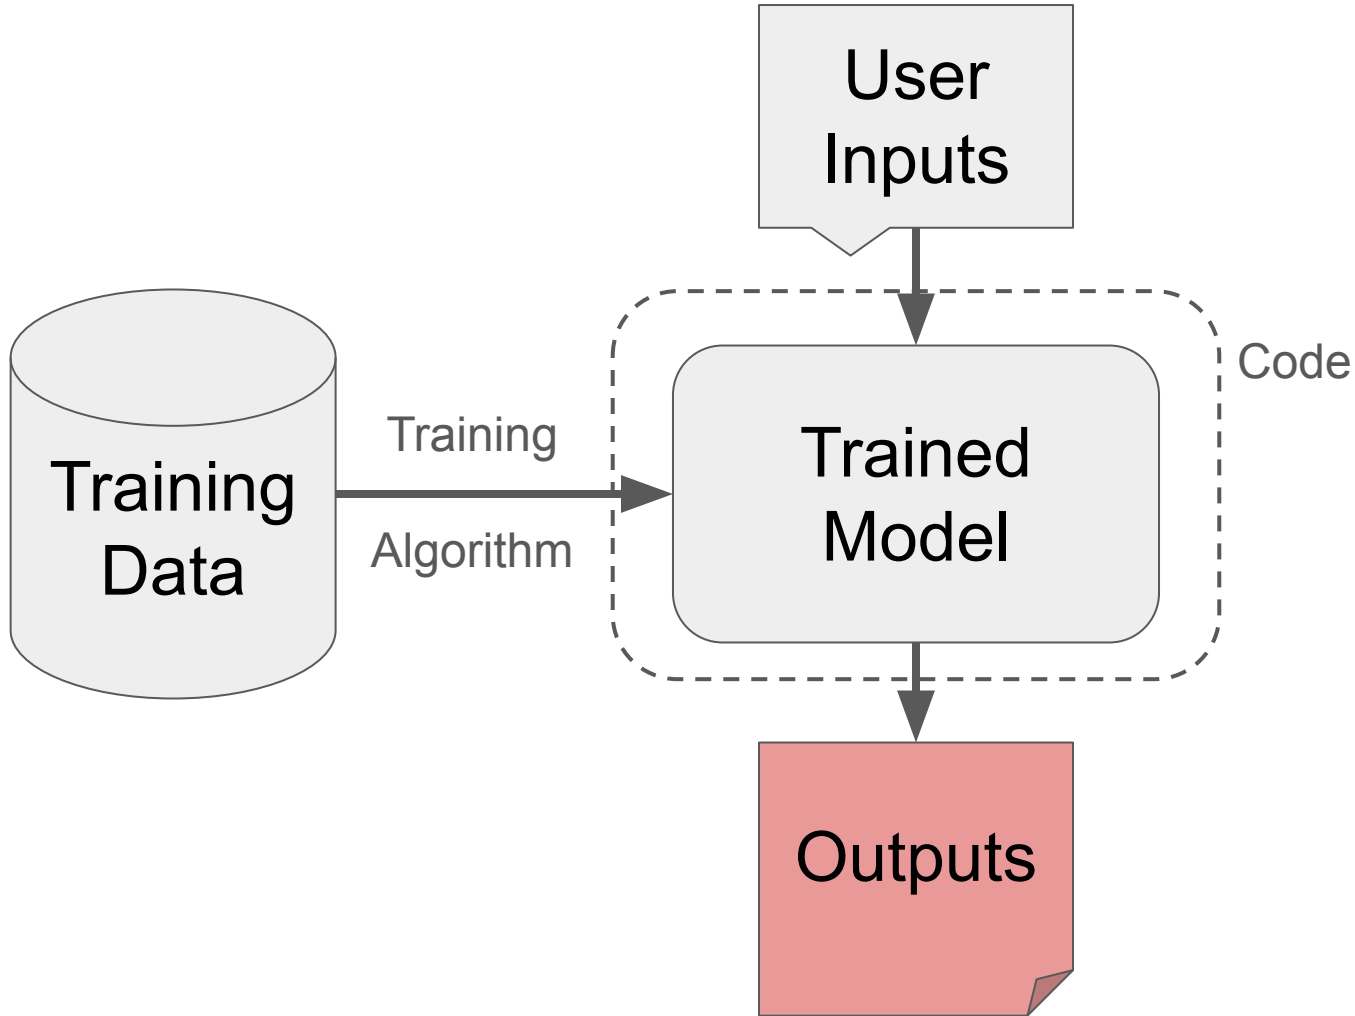 User
Inputs
Code
Training
Algorithm
Training
Data
Trained
Model
Outputs